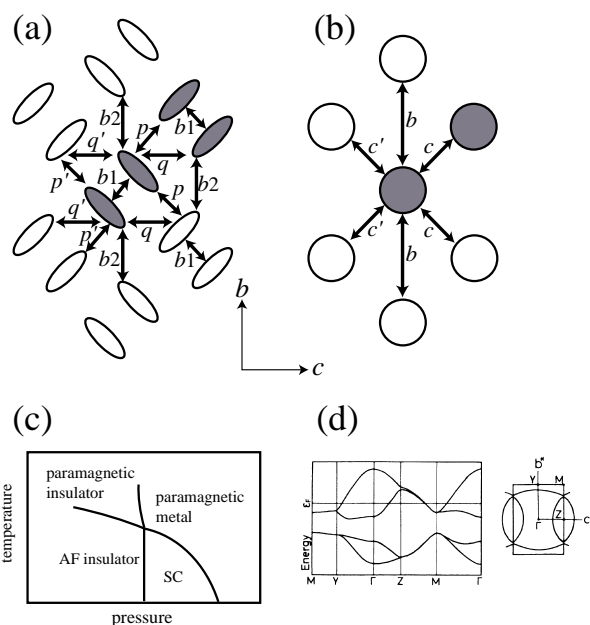 (a)
(b)
b2
p
b1
q'
q
b
c'
c
p'
b1
p
b2
q'
q
c'
c
p'
b2
b1
b
b
c
(c)
(d)
temperature
paramagnetic
insulator
paramagnetic
metal
AF insulator
SC
pressure
Energy
εF
M Y Γ Z M Γ
b*
Y M
Γ Z c